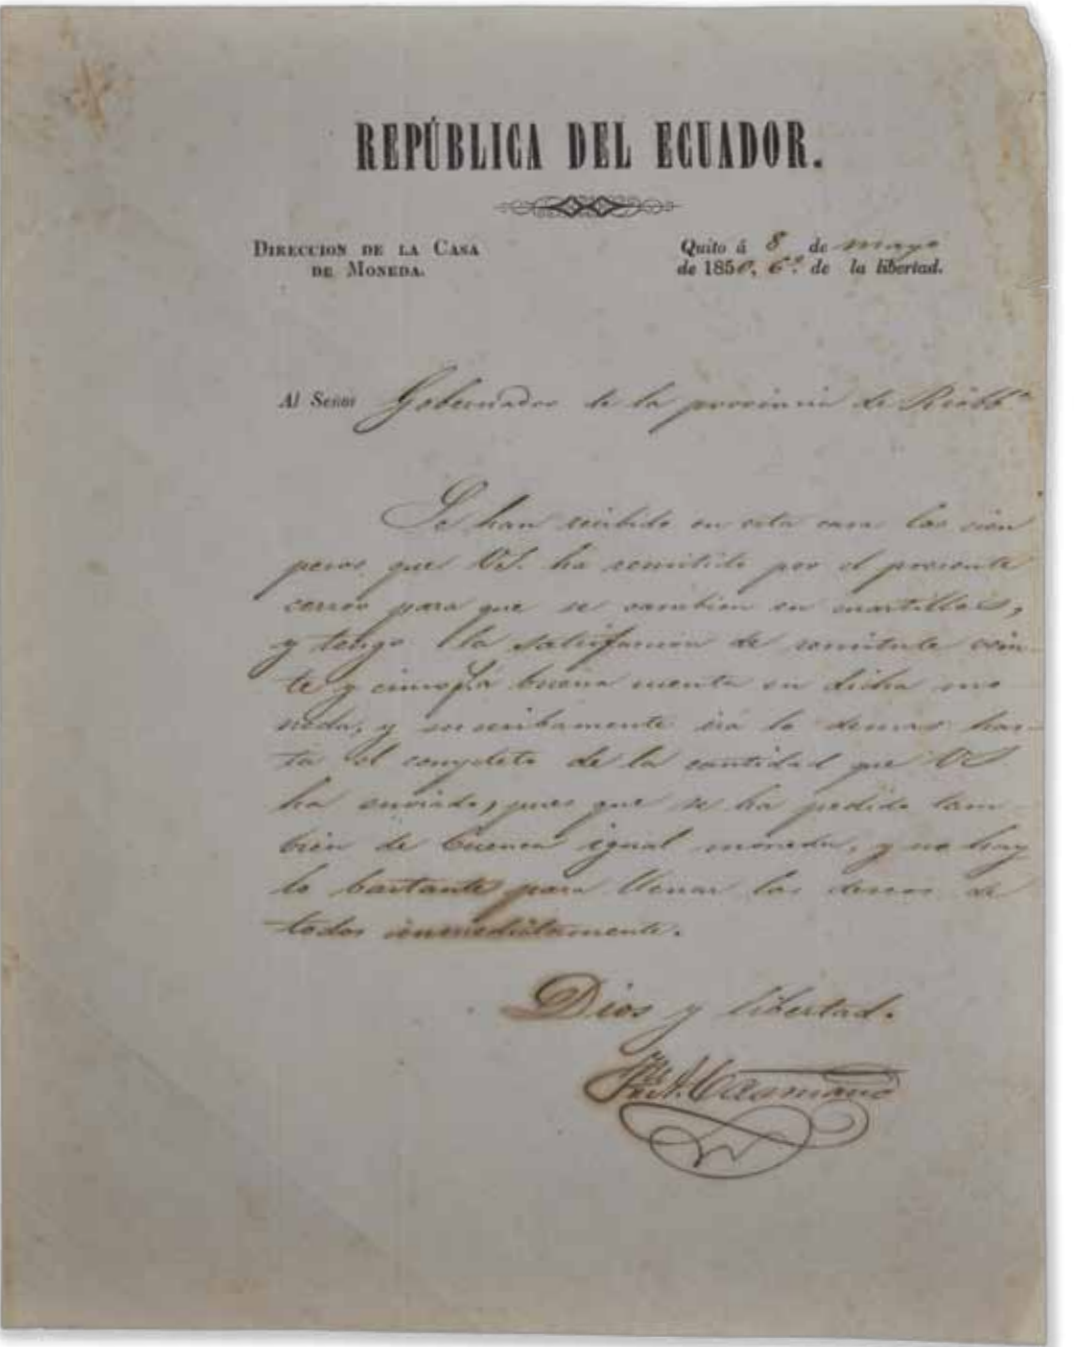 REPÚBLICA DEL ECUADOR.
DIRECCION DE LA CASA
DE MONEDA.
Quito á 8 de mayo
de 1850, 6º. de la libertad.
Al Señor Gobernador de la provincia de Riobbª
Se han recibido en esta casa los cien
pesos que VS. ha remitido por el presente
correo para que se cambien en cuartillos,
y tengo la satisfaccion de remitirle vein-
te y cinco á buena cuenta en dicha mo-
neda, y sucesivamente irá lo demas has-
ta el completo de la cantidad que VS
ha enviado, pues que se ha pedido tam-
bien de Cuenca igual moneda, y no hay
lo bastante para llenar los deseos de
todos inmediatamente.
Dios y libertad.